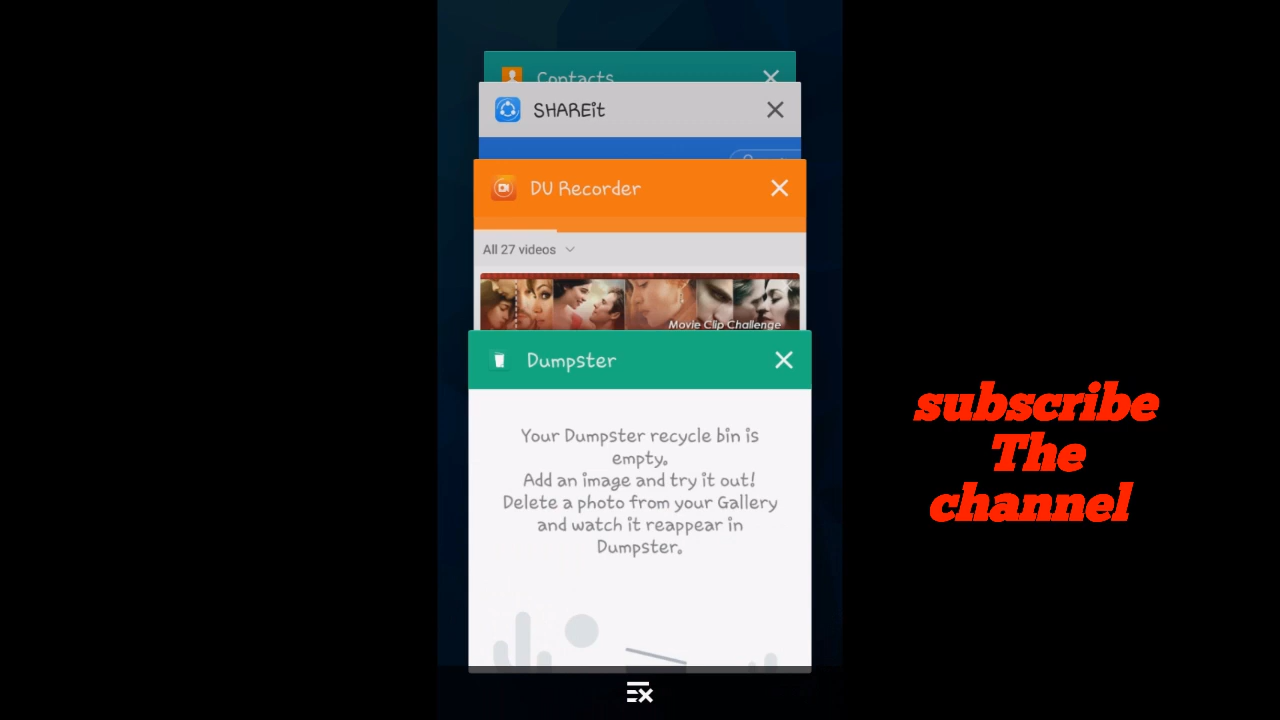 Contacts
SHAREit
DU Recorder
All 27 videos
Movie Clip Challenge
Dumpster
Your Dumpster recycle bin is
empty.
Add an image and try it out!
Delete a photo from your Gallery
and watch it reappear in
Dumpster.
subscribe
The
channel